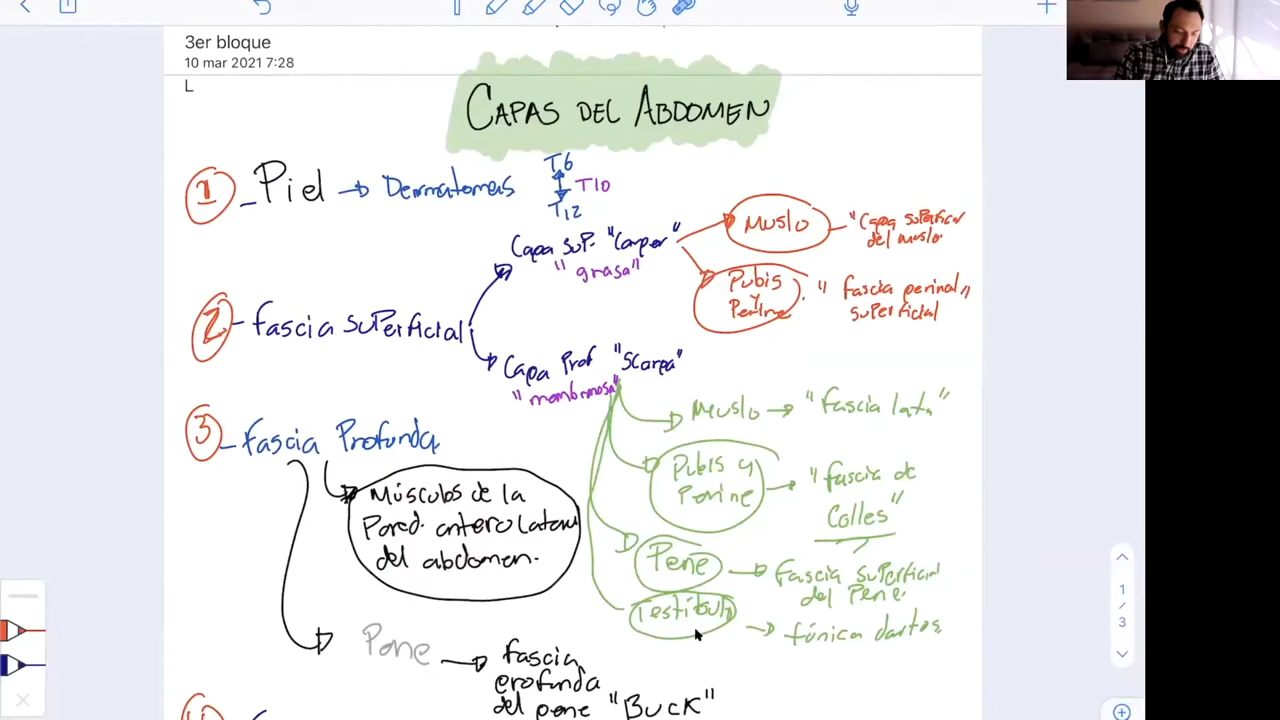 3er bloque
10 mar 2021 7:28
L
CAPAS DEL ABDOMEN
1 - Piel → Dermatomas T6
T10
T12
Capa sup. "Camper"
"grasa"
Muslo "Capa superficial
del muslo
Pubis
y
Perine "fascia perinal"
superficial
2 - fascia superficial
Capa Prof "Scarpa"
"membranosa"
Muslo → "fascia lata"
3 - fascia Profunda
Pubis y
Perine → "fascia de
Colles"
Músculos de la
Pared. anterolateral
del abdomen.
Pene → Fascia superficial
del Pene.
Testículo → túnica dartos
Pene → fascia
profunda
del pene "BUCK"
1
/
3